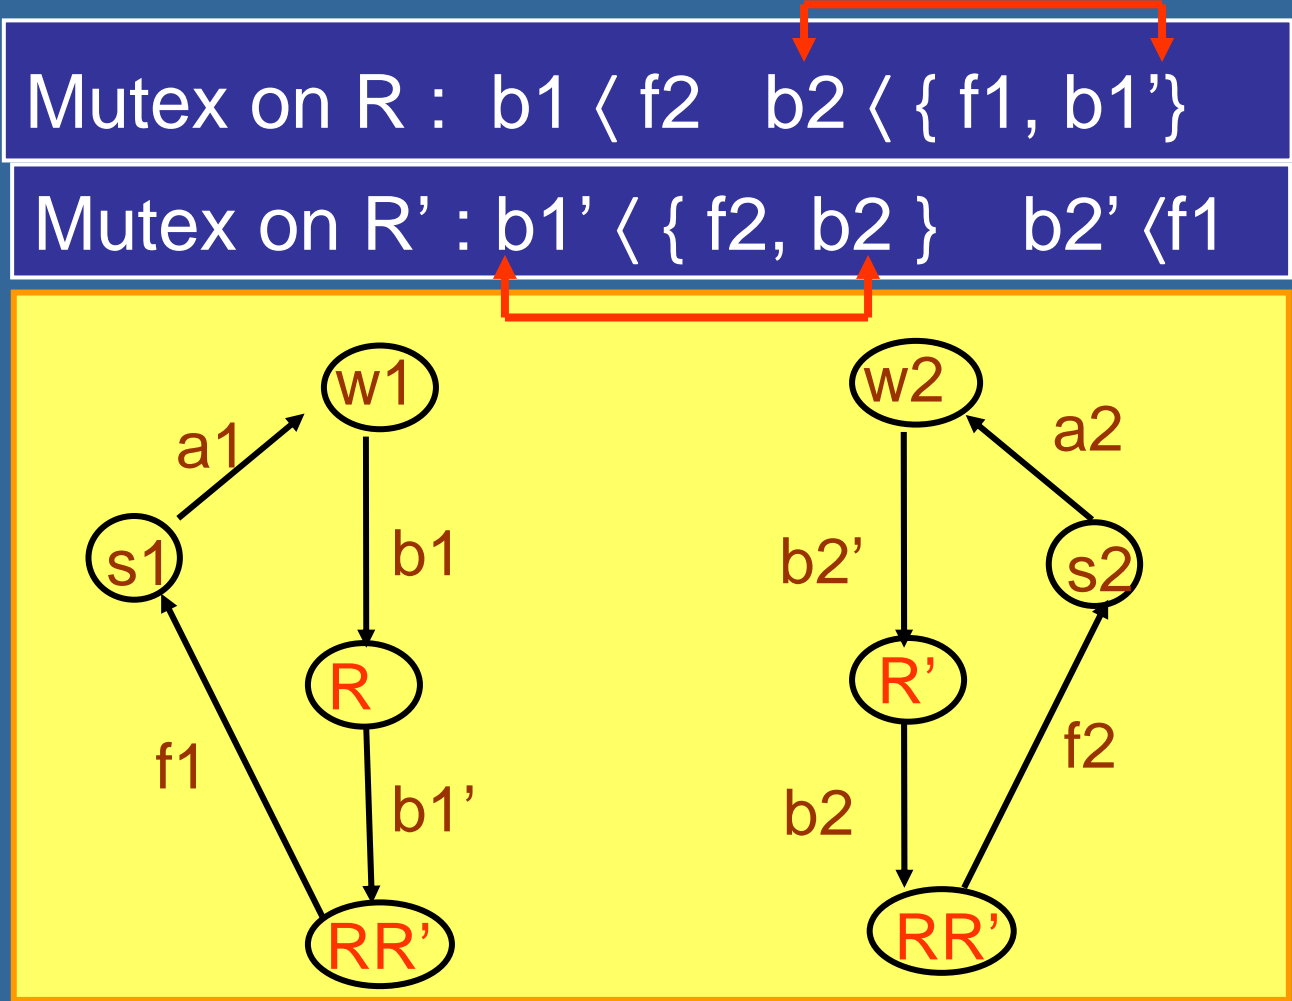 Mutex on R : b1 ⟨ f2 b2 ⟨ { f1, b1’}
Mutex on R’ : b1’ ⟨ { f2, b2 } b2’ ⟨f1
w1
w2
a1
a2
s1
b1
b2’
s2
R
R’
f1
b1’
b2
f2
RR’
RR’